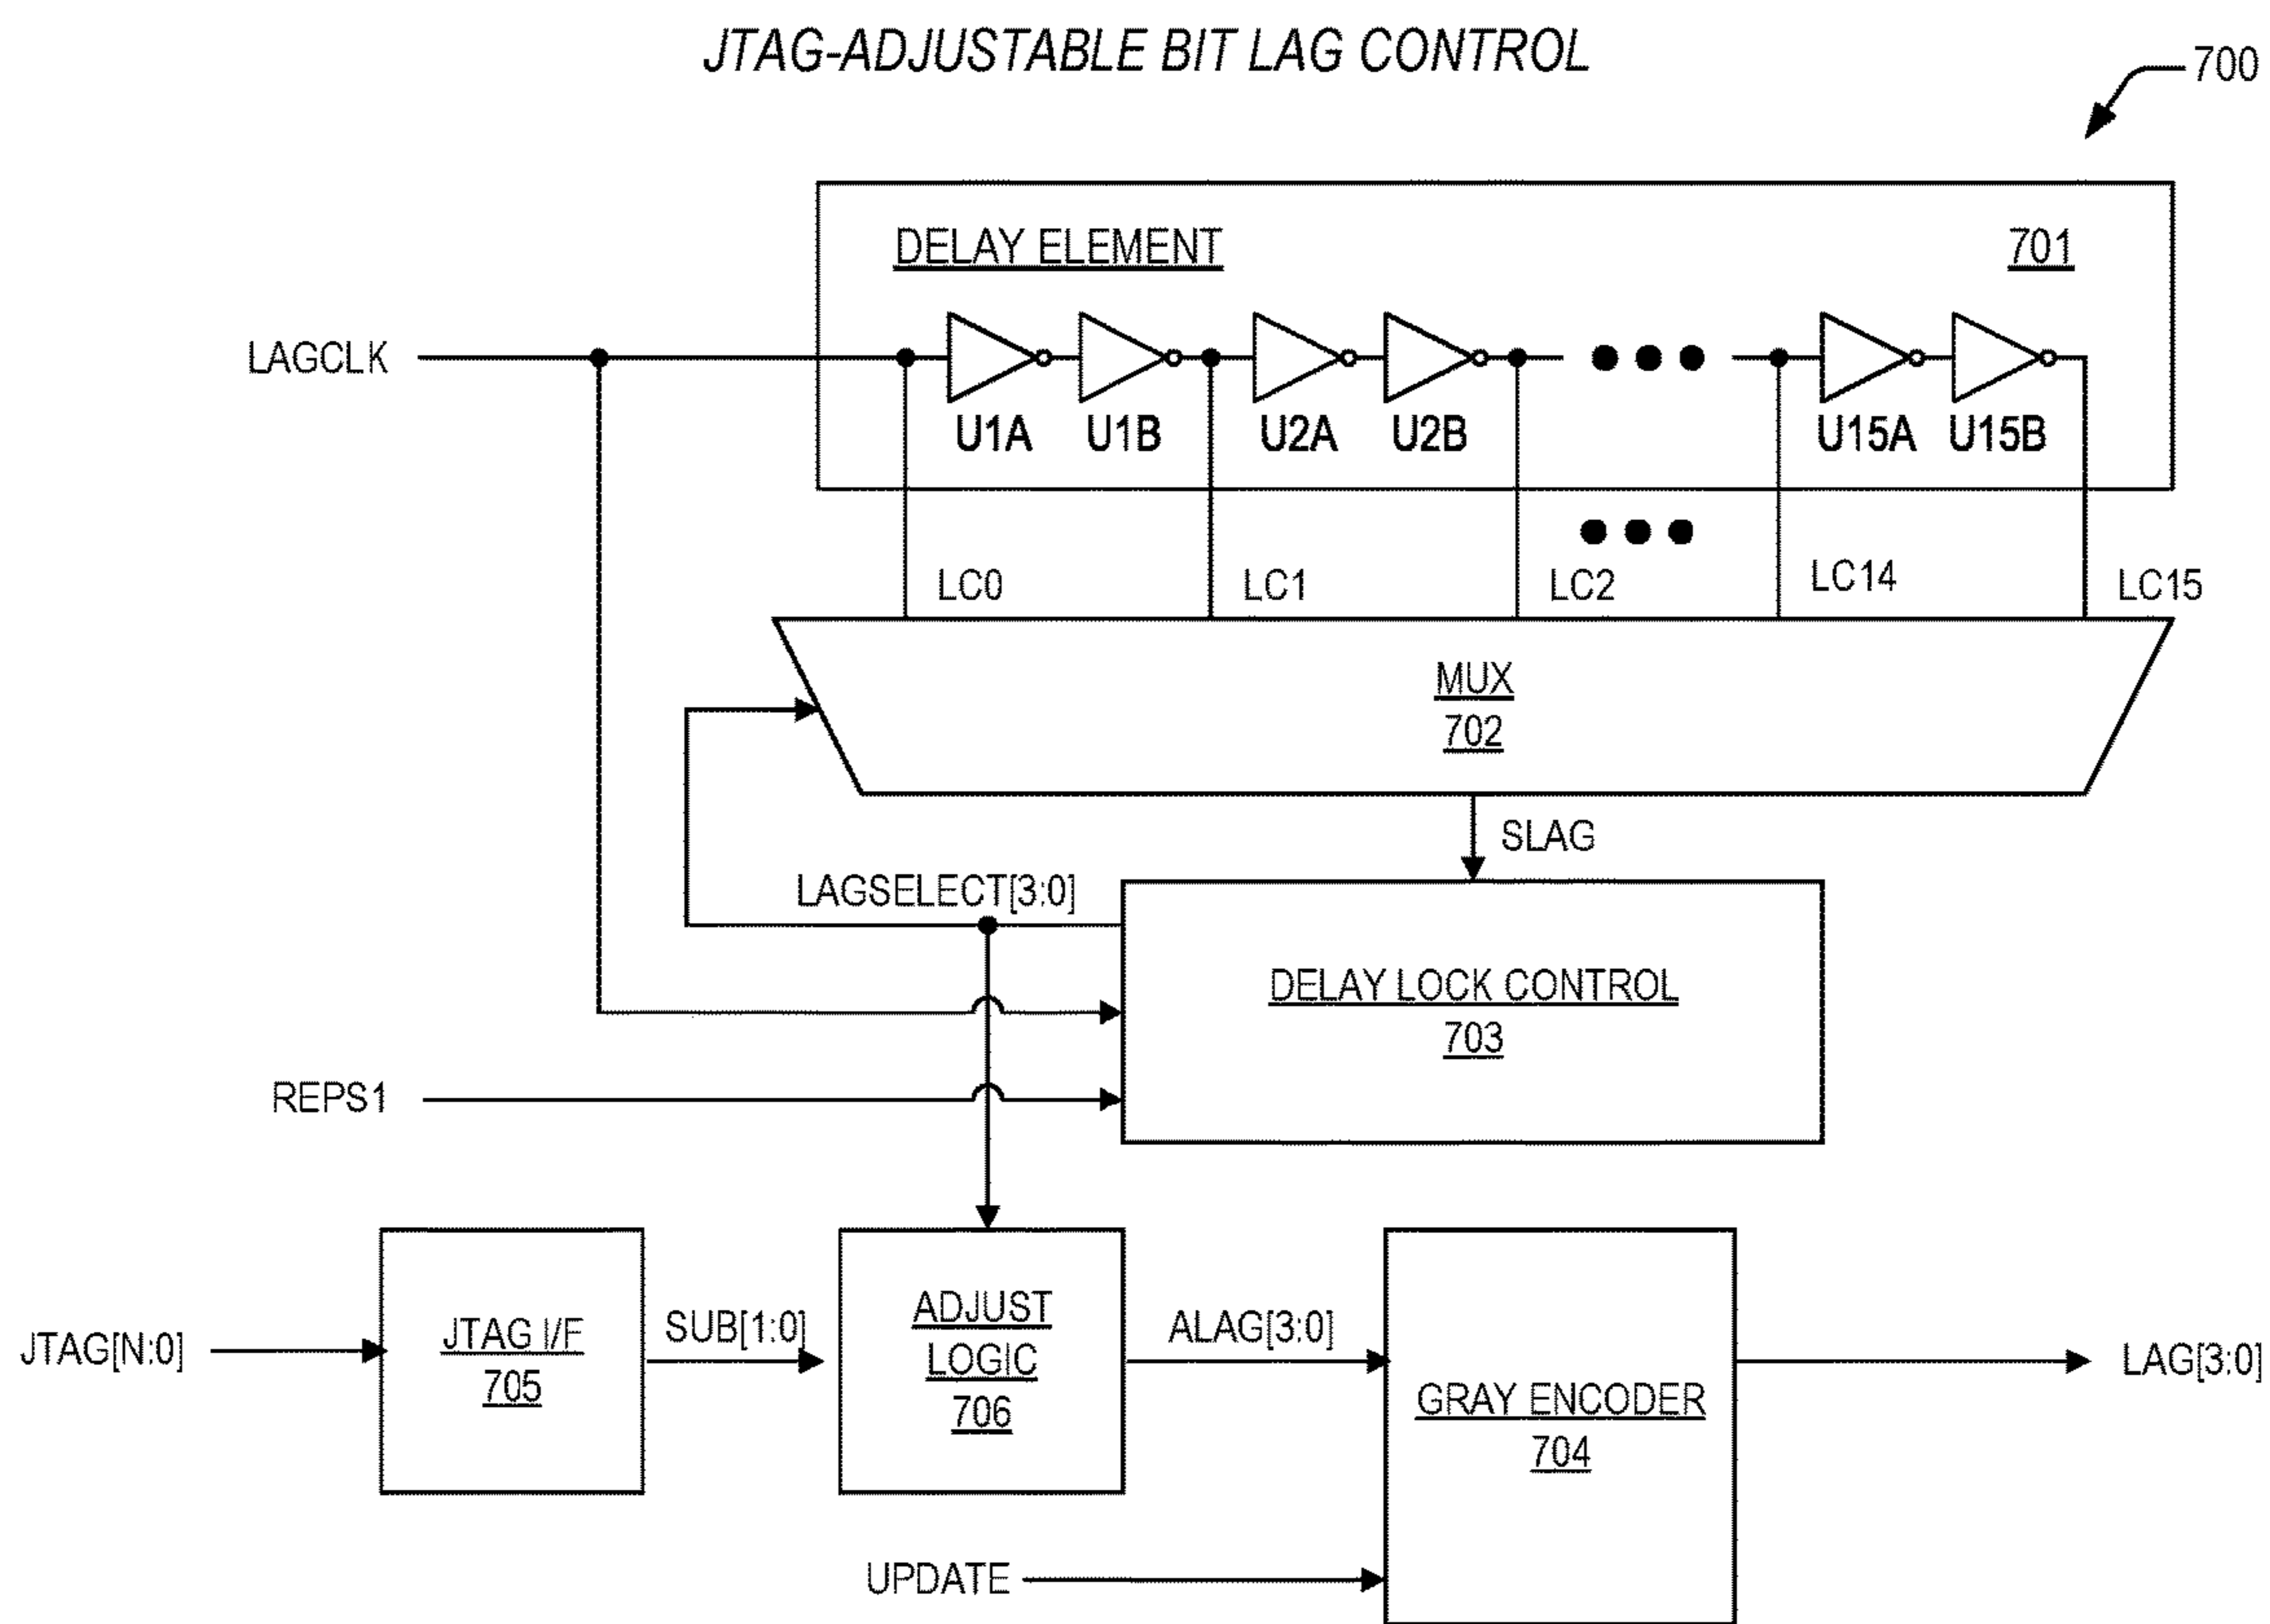 JTAG-ADJUSTABLE BIT LAG CONTROL
700
DELAY ELEMENT
701
LAGCLK
U1A
U1B
U2A
U2B
U15A
U15B
LC0
LC1
LC2
LC14
LC15
MUX
702
SLAG
LAGSELECT[3:0]
DELAY LOCK CONTROL
703
REPS1
JTAG[N:0]
JTAG I/F
705
SUB[1:0]
ADJUST
LOGIC
706
ALAG[3:0]
GRAY ENCODER
704
LAG[3:0]
UPDATE